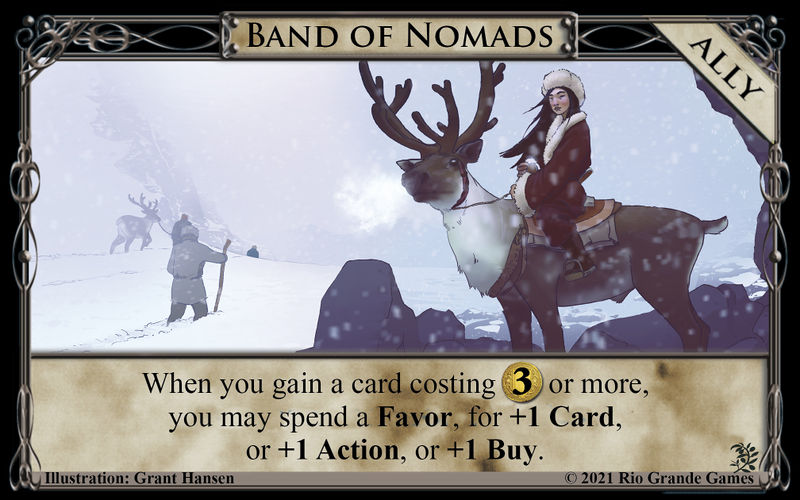 BAND OF NOMADS
ALLY
When you gain a card costing 3 or more,
you may spend a Favor, for +1 Card,
or +1 Action, or +1 Buy.
Illustration: Grant Hansen
© 2021 Rio Grande Games